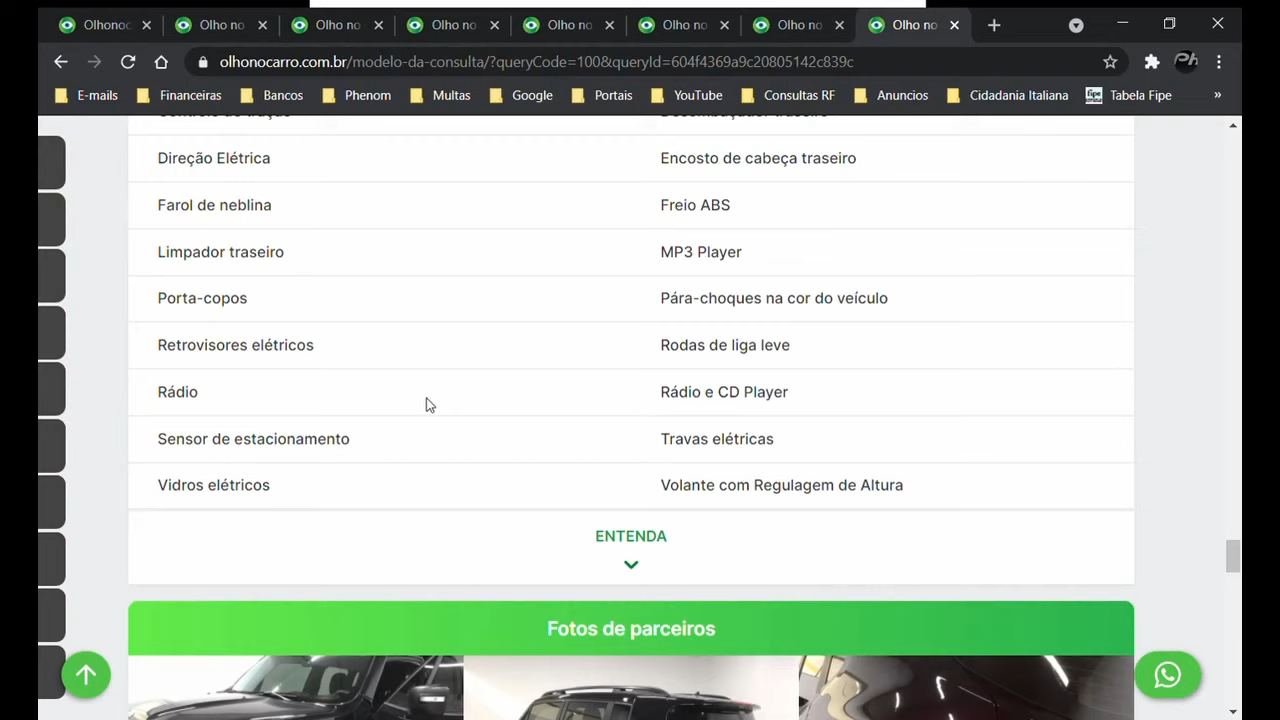 Olhonoc Olho no Olho no Olho no Olho no Olho no Olho no Olho no
olhonocarro.com.br/modelo-da-consulta/?queryCode=100&queryId=604f4369a9c20805142c839c
E-mails Financeiras Bancos Phenom Multas Google Portais YouTube Consultas RF Anuncios Cidadania Italiana Tabela Fipe »
Direção Elétrica Encosto de cabeça traseiro
Farol de neblina Freio ABS
Limpador traseiro MP3 Player
Porta-copos Pára-choques na cor do veículo
Retrovisores elétricos Rodas de liga leve
Rádio Rádio e CD Player
Sensor de estacionamento Travas elétricas
Vidros elétricos Volante com Regulagem de Altura
ENTENDA
Fotos de parceiros